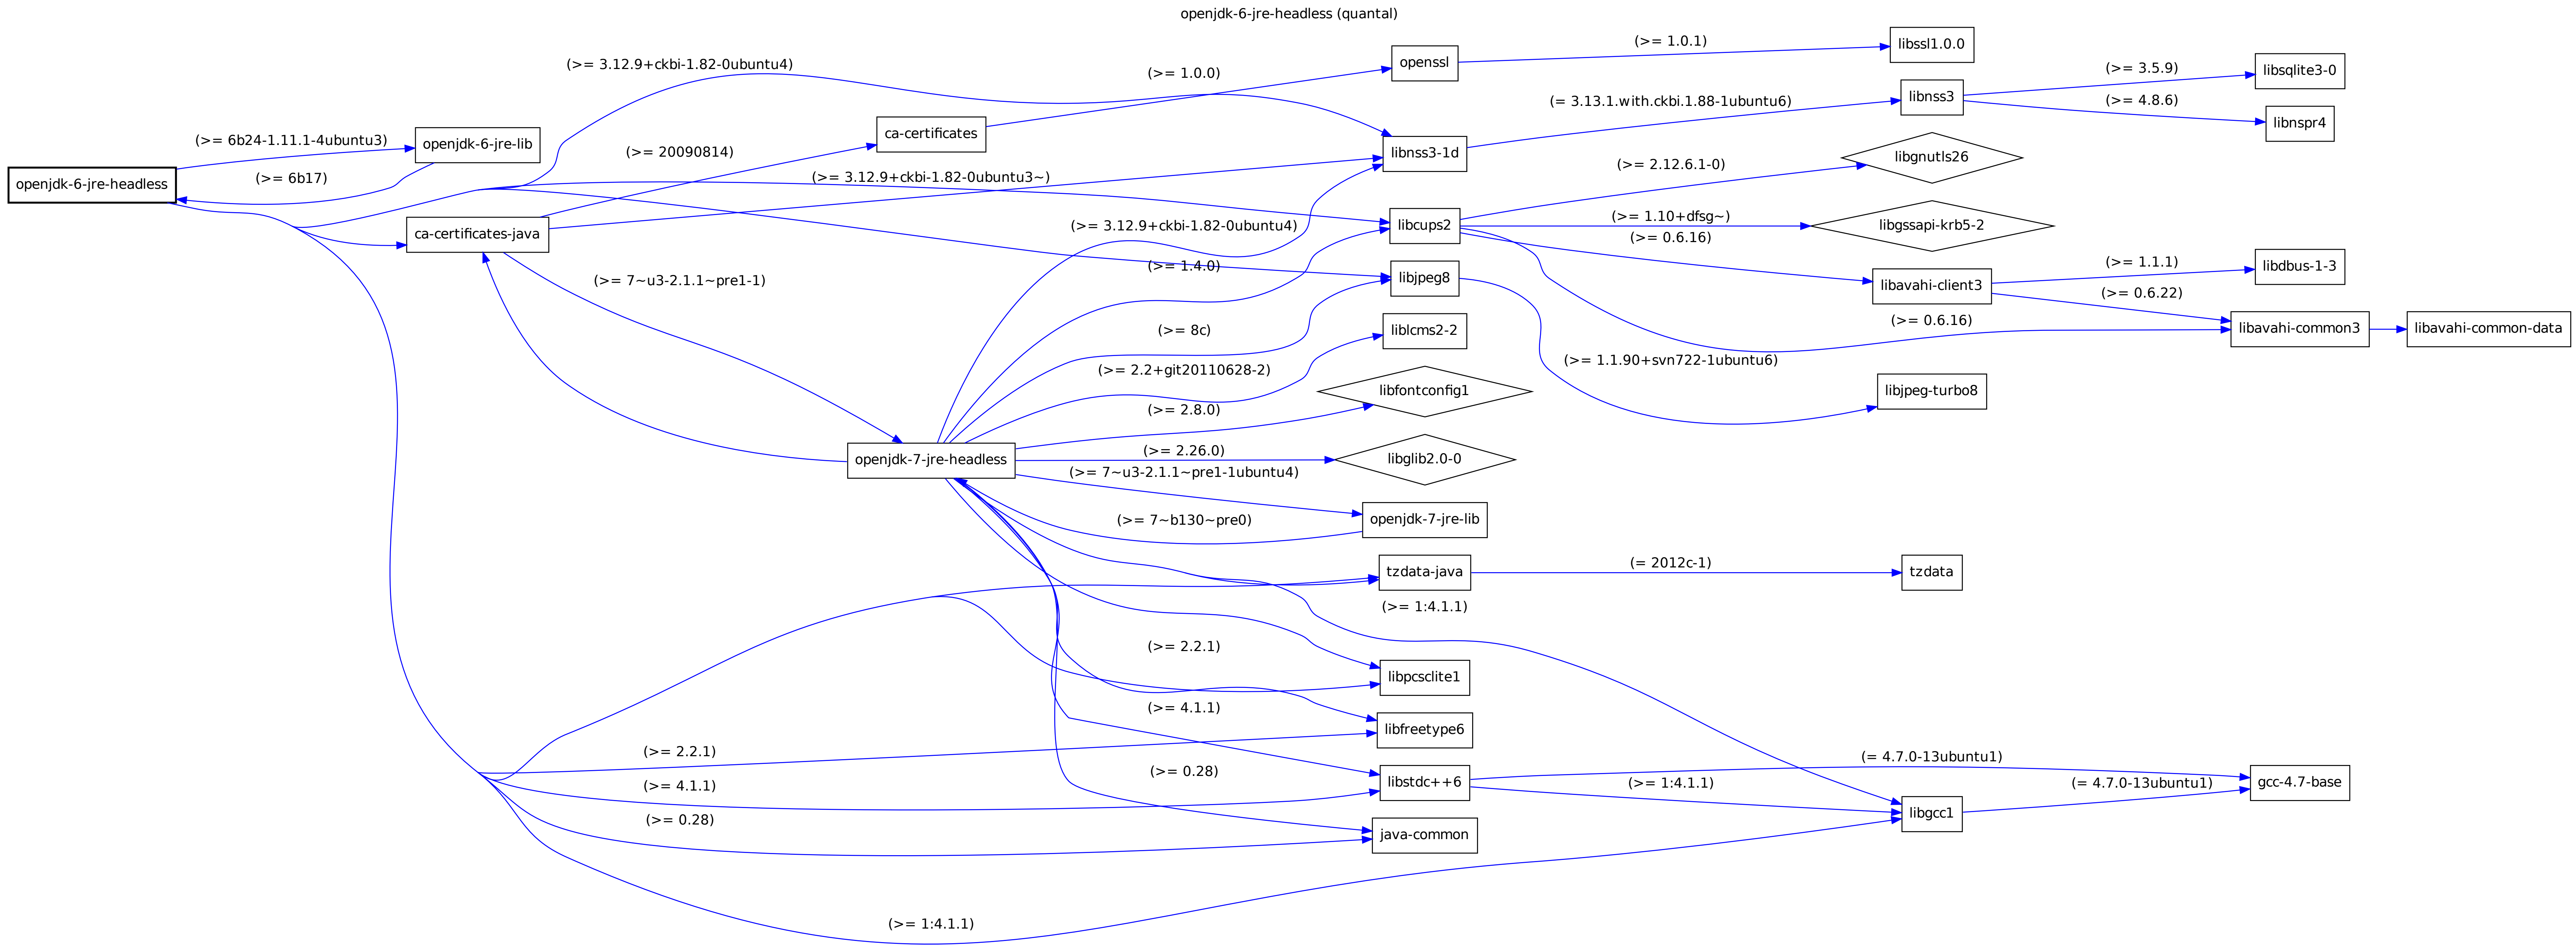 openjdk-6-jre-headless (quantal)
openjdk-6-jre-headless
(>= 6b24-1.11.1-4ubuntu3)
(>= 6b17)
openjdk-6-jre-lib
ca-certificates-java
(>= 3.12.9+ckbi-1.82-0ubuntu4)
(>= 20090814)
(>= 7~u3-2.1.1~pre1-1)
(>= 2.2.1)
(>= 4.1.1)
(>= 0.28)
ca-certificates
(>= 3.12.9+ckbi-1.82-0ubuntu3~)
openjdk-7-jre-headless
(>= 1:4.1.1)
(>= 1.0.0)
(>= 3.12.9+ckbi-1.82-0ubuntu4)
(>= 1.4.0)
(>= 8c)
(>= 2.2+git20110628-2)
(>= 2.8.0)
(>= 2.26.0)
(>= 7~u3-2.1.1~pre1-1ubuntu4)
(>= 7~b130~pre0)
(>= 2.2.1)
(>= 4.1.1)
(>= 0.28)
openssl
libnss3-1d
libcups2
libjpeg8
liblcms2-2
libfontconfig1
libglib2.0-0
openjdk-7-jre-lib
tzdata-java
(>= 1:4.1.1)
libpcsclite1
libfreetype6
libstdc++6
java-common
(>= 1.0.1)
(= 3.13.1.with.ckbi.1.88-1ubuntu6)
(>= 2.12.6.1-0)
(>= 1.10+dfsg~)
(>= 0.6.16)
(>= 1.1.90+svn722-1ubuntu6)
(= 2012c-1)
(>= 1:4.1.1)
libssl1.0.0
libnss3
libgnutls26
libgssapi-krb5-2
libavahi-client3
(>= 0.6.16)
libjpeg-turbo8
tzdata
(= 4.7.0-13ubuntu1)
libgcc1
(>= 3.5.9)
(>= 4.8.6)
(>= 1.1.1)
(>= 0.6.22)
(= 4.7.0-13ubuntu1)
libsqlite3-0
libnspr4
libdbus-1-3
libavahi-common3
gcc-4.7-base
libavahi-common-data